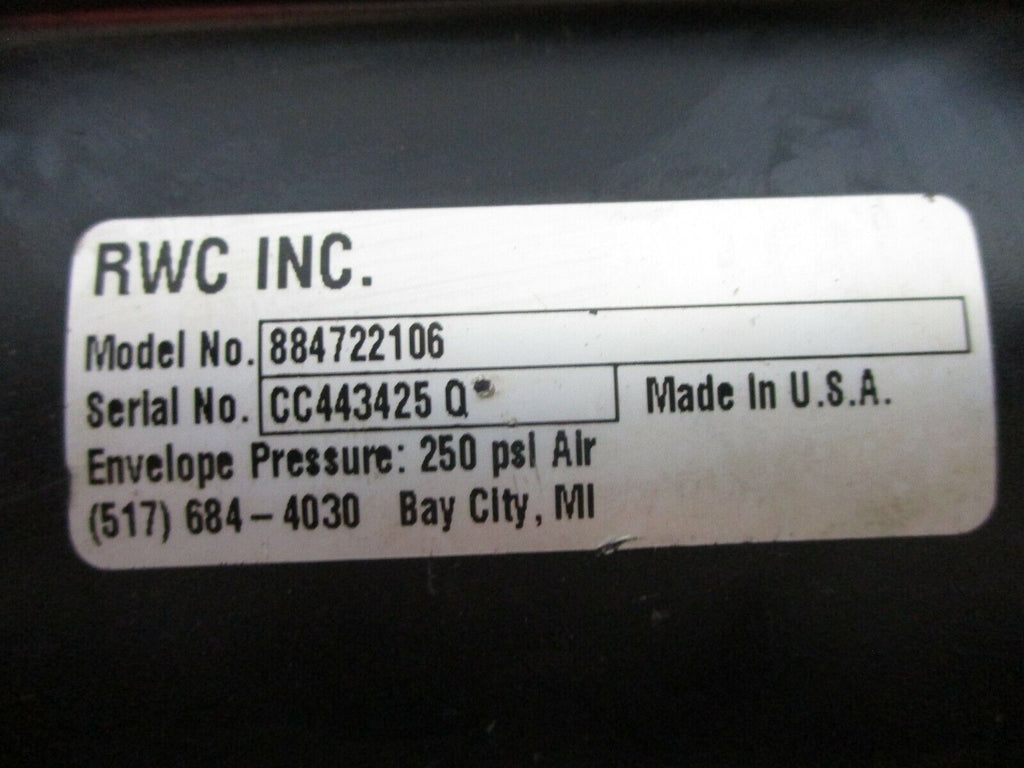 RWC INC.
Model No. 884722106
Serial No. CC443425 Q Made In U.S.A.
Envelope Pressure: 250 psi Air
(517) 684-4030 Bay City, MI